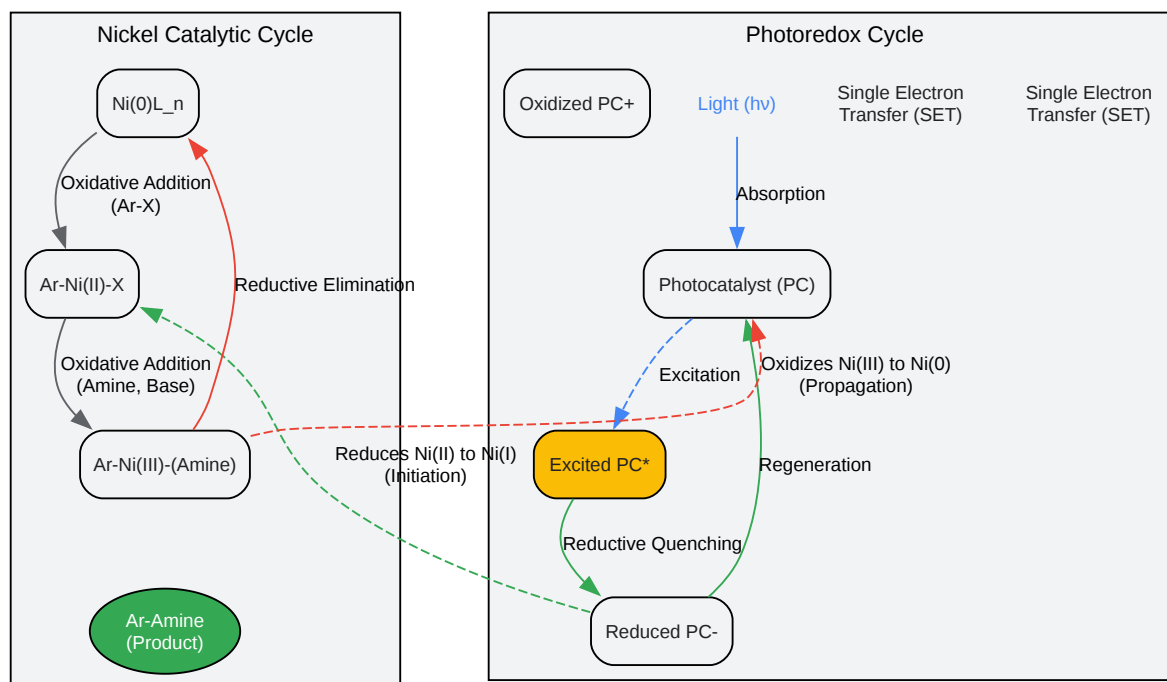 Nickel Catalytic Cycle
Ni(0)L_n
Oxidative Addition
(Ar-X)
Ar-Ni(II)-X
Reductive Elimination
Oxidative Addition
(Amine, Base)
Ar-Ni(III)-(Amine)
Ar-Amine
(Product)
Reduces Ni(II) to Ni(I)
(Initiation)
Photoredox Cycle
Oxidized PC+
Light (hν)
Single Electron
Transfer (SET)
Single Electron
Transfer (SET)
Absorption
Photocatalyst (PC)
Excitation
Oxidizes Ni(III) to Ni(0)
(Propagation)
Excited PC*
Regeneration
Reductive Quenching
Reduced PC-